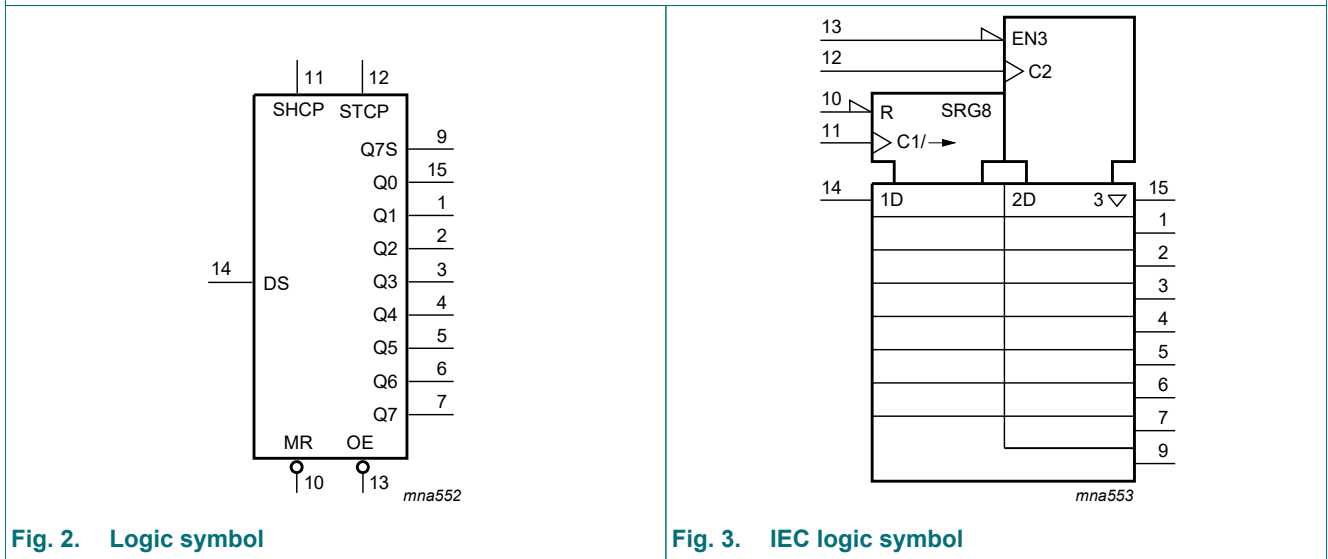 11 12
SHCP STCP
Q7S 9
Q0 15
Q1 1
Q2 2
14 DS Q3 3
Q4 4
Q5 5
Q6 6
Q7 7
MR OE
10 13
mna552
Fig. 2. Logic symbol
13 EN3
12 C2
10 R SRG8
11 C1/
14 1D 2D 3 15
1
2
3
4
5
6
7
9
mna553
Fig. 3. IEC logic symbol